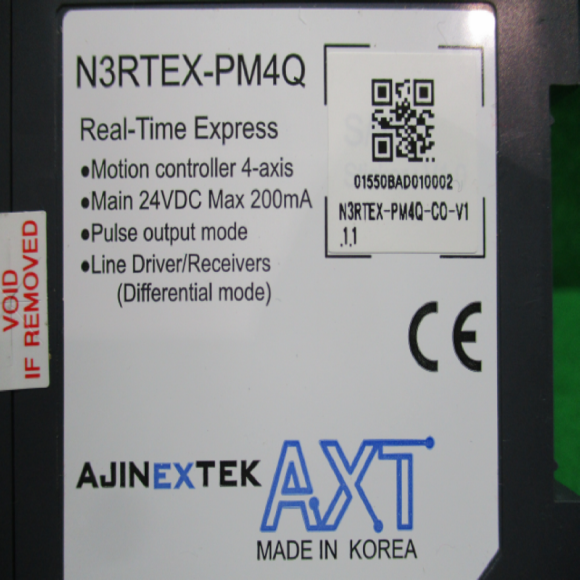 N3RTEX-PM4Q
Real-Time Express
•Motion controller 4-axis
•Main 24VDC Max 200mA
•Pulse output mode
•Line Driver/Receivers
(Differential mode)
01550BAD010002
N3RTEX-PM4Q-CO-V1
.1.1
VOID
IF REMOVED
CE
AJINEXTEK AXT
MADE IN KOREA